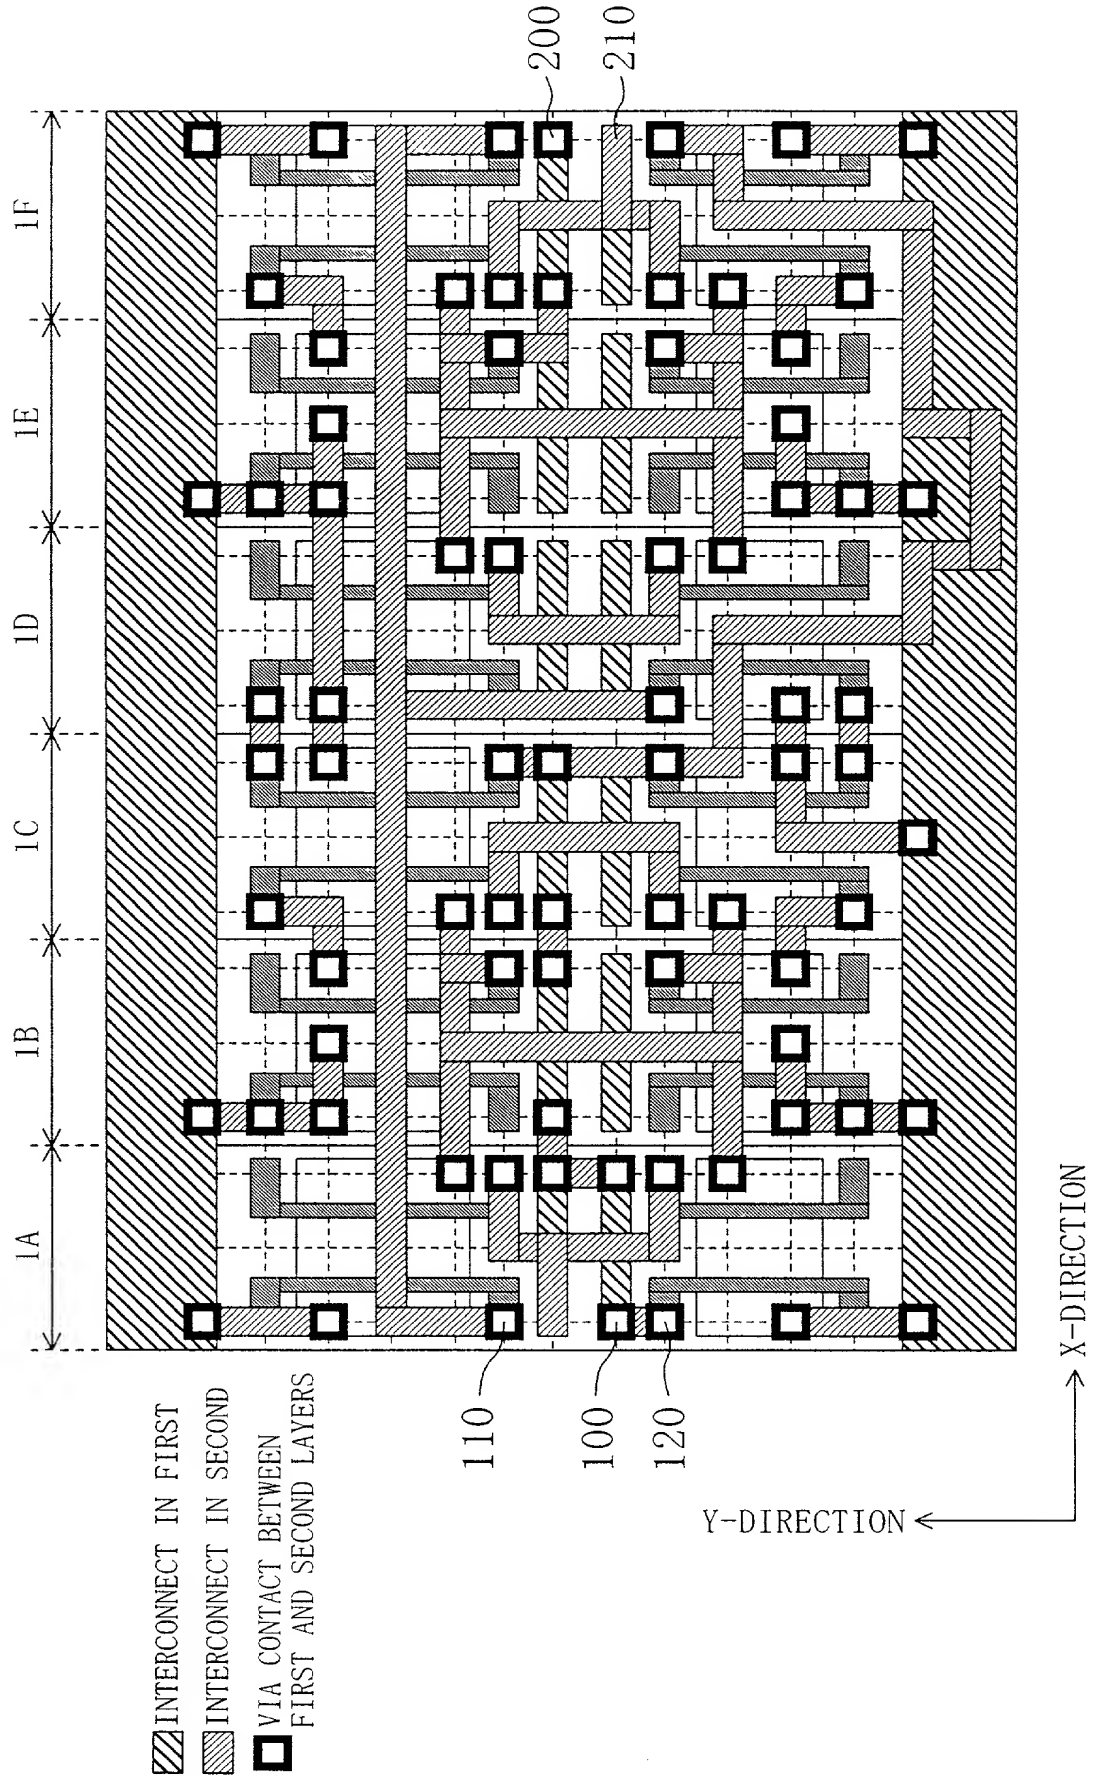 1A
1B
1C
1D
1E
1F
200
210
110
100
120
INTERCONNECT IN FIRST
INTERCONNECT IN SECOND
VIA CONTACT BETWEEN
FIRST AND SECOND LAYERS
Y-DIRECTION
X-DIRECTION